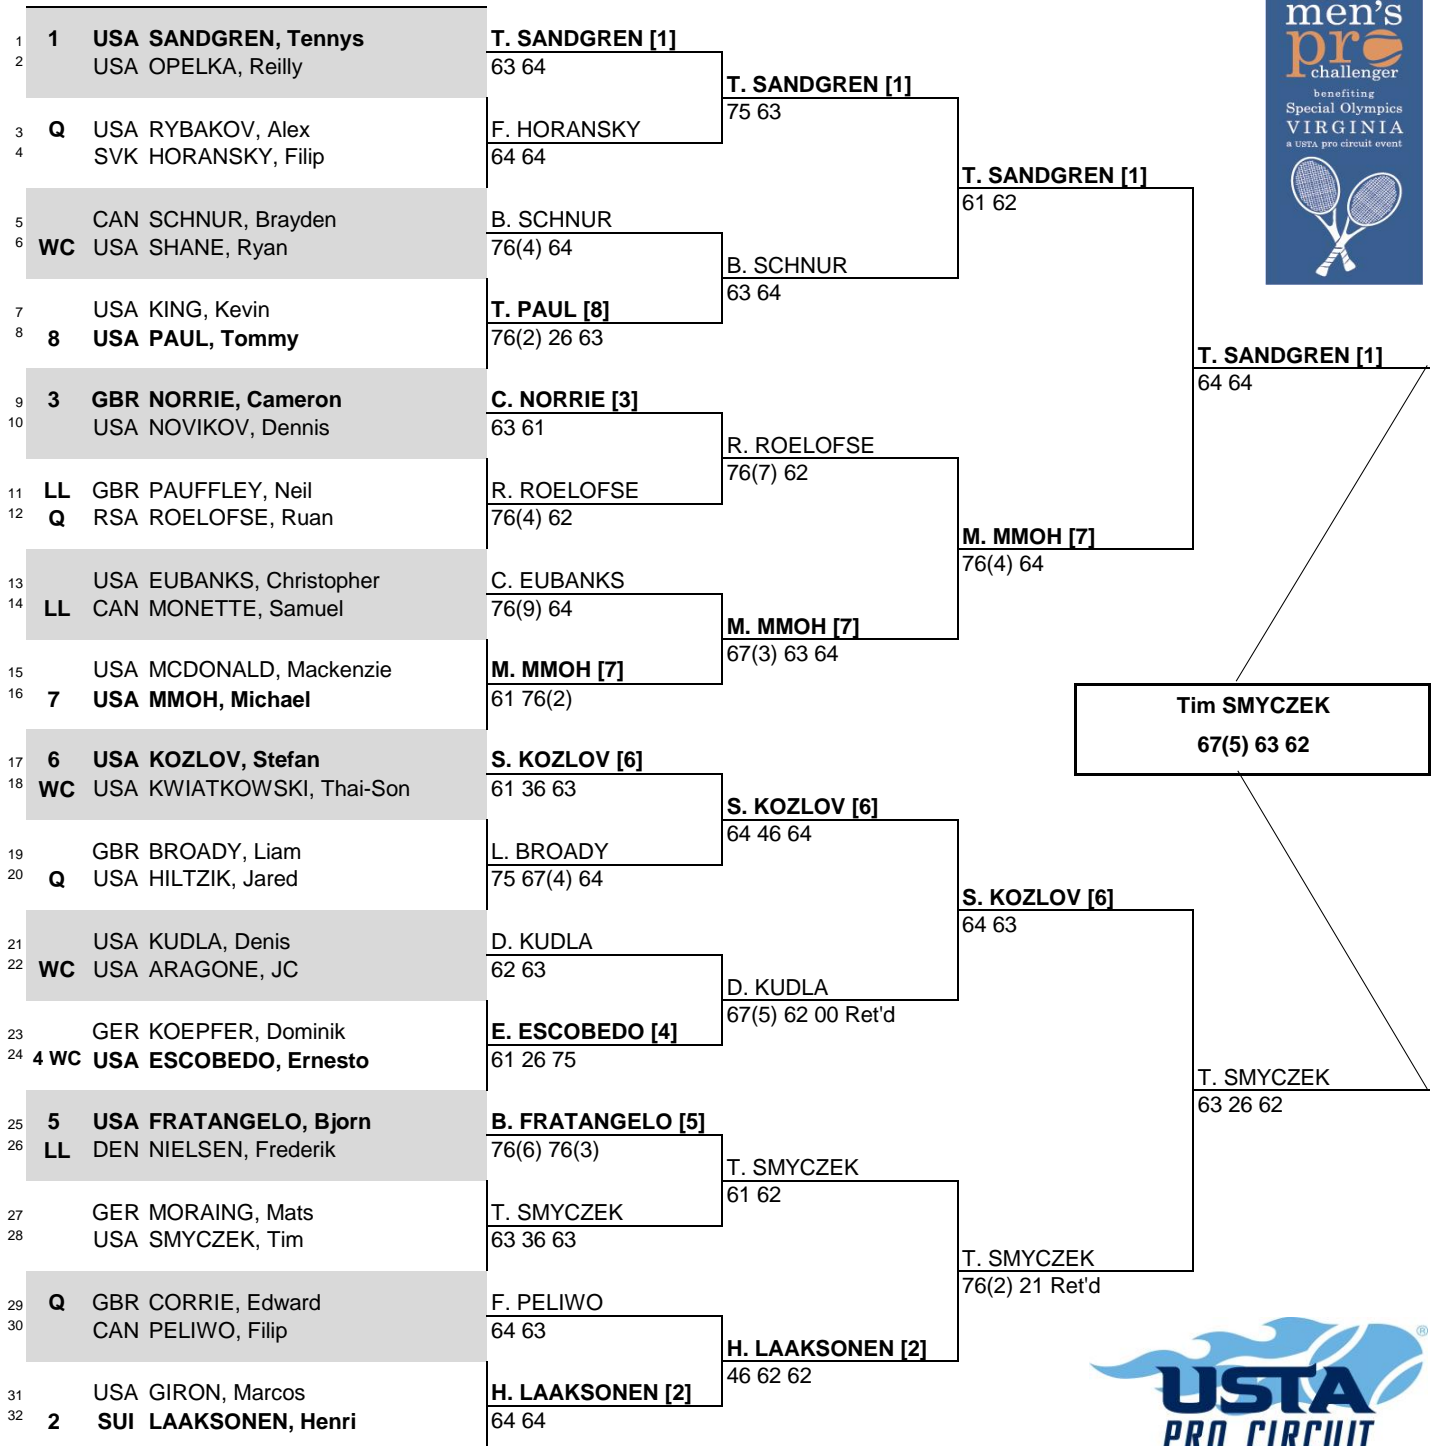 men's
pro
challenger
benefiting
Special Olympics
VIRGINIA
a USTA pro circuit event
1 1 USA SANDGREN, Tennys
2 USA OPELKA, Reilly
3 Q USA RYBAKOV, Alex
4 SVK HORANSKY, Filip
5 CAN SCHNUR, Brayden
6 WC USA SHANE, Ryan
7 USA KING, Kevin
8 8 USA PAUL, Tommy
9 3 GBR NORRIE, Cameron
10 USA NOVIKOV, Dennis
11 LL GBR PAUFFLEY, Neil
12 Q RSA ROELOFSE, Ruan
13 USA EUBANKS, Christopher
14 LL CAN MONETTE, Samuel
15 USA MCDONALD, Mackenzie
16 7 USA MMOH, Michael
17 6 USA KOZLOV, Stefan
18 WC USA KWIATKOWSKI, Thai-Son
19 GBR BROADY, Liam
20 Q USA HILTZIK, Jared
21 USA KUDLA, Denis
22 WC USA ARAGONE, JC
23 GER KOEPFER, Dominik
24 4 WC USA ESCOBEDO, Ernesto
25 5 USA FRATANGELO, Bjorn
26 LL DEN NIELSEN, Frederik
27 GER MORAING, Mats
28 USA SMYCZEK, Tim
29 Q GBR CORRIE, Edward
30 CAN PELIWO, Filip
31 USA GIRON, Marcos
32 2 SUI LAAKSONEN, Henri
T. SANDGREN [1]
63 64
F. HORANSKY
64 64
B. SCHNUR
76(4) 64
T. PAUL [8]
76(2) 26 63
C. NORRIE [3]
63 61
R. ROELOFSE
76(4) 62
C. EUBANKS
76(9) 64
M. MMOH [7]
61 76(2)
S. KOZLOV [6]
61 36 63
L. BROADY
75 67(4) 64
D. KUDLA
62 63
E. ESCOBEDO [4]
61 26 75
B. FRATANGELO [5]
76(6) 76(3)
T. SMYCZEK
63 36 63
F. PELIWO
64 63
H. LAAKSONEN [2]
64 64
T. SANDGREN [1]
75 63
B. SCHNUR
63 64
R. ROELOFSE
76(7) 62
M. MMOH [7]
67(3) 63 64
S. KOZLOV [6]
64 46 64
D. KUDLA
67(5) 62 00 Ret'd
T. SMYCZEK
61 62
H. LAAKSONEN [2]
46 62 62
T. SANDGREN [1]
61 62
M. MMOH [7]
76(4) 64
S. KOZLOV [6]
64 63
T. SMYCZEK
76(2) 21 Ret'd
T. SANDGREN [1]
64 64
T. SMYCZEK
63 26 62
Tim SMYCZEK
67(5) 63 62
®
USTA
PRO CIRCUIT